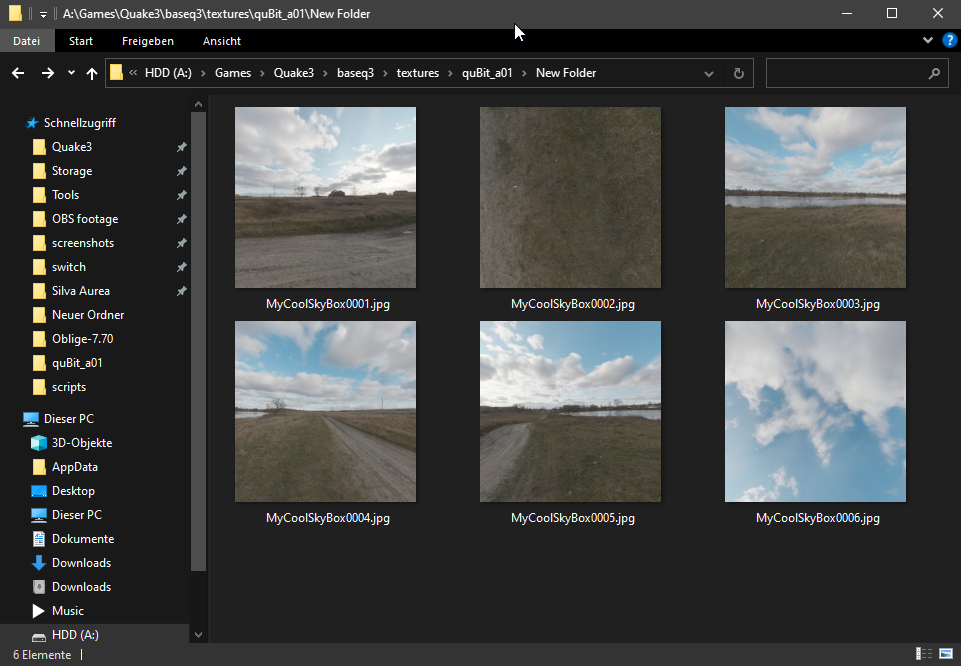 A:\Games\Quake3\baseq3\textures\quBit_a01\New Folder
Datei Start Freigeben Ansicht
« HDD (A:) > Games > Quake3 > baseq3 > textures > quBit_a01 > New Folder
Schnellzugriff
Quake3
Storage
Tools
OBS footage
screenshots
switch
Silva Aurea
Neuer Ordner
Oblige-7.70
quBit_a01
scripts
Dieser PC
3D-Objekte
AppData
Desktop
Dieser PC
Dokumente
Downloads
Downloads
Music
HDD (A:)
MyCoolSkyBox0001.jpg
MyCoolSkyBox0002.jpg
MyCoolSkyBox0003.jpg
MyCoolSkyBox0004.jpg
MyCoolSkyBox0005.jpg
MyCoolSkyBox0006.jpg
6 Elemente